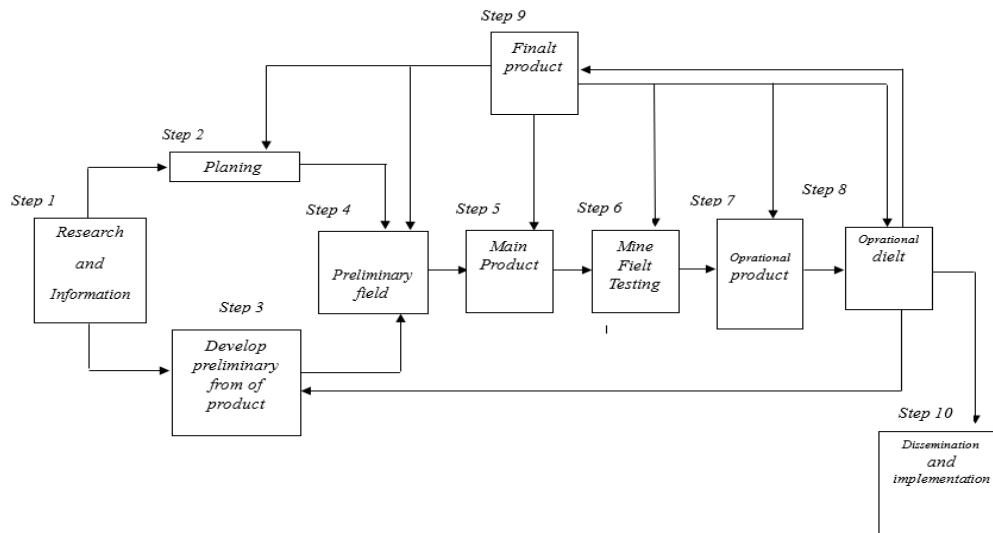 Step 9
Finalt
product
Step 2
Planing
Step 1
Research
and
Information
Step 3
Develop
preliminary
from of
product
Step 4
Preliminary
field
Step 5
Main
Product
Step 6
Mine
Fielt
Testing
Step 7
Oprational
product
Step 8
Oprational
dielt
Step 10
Dissemination
and
implementation